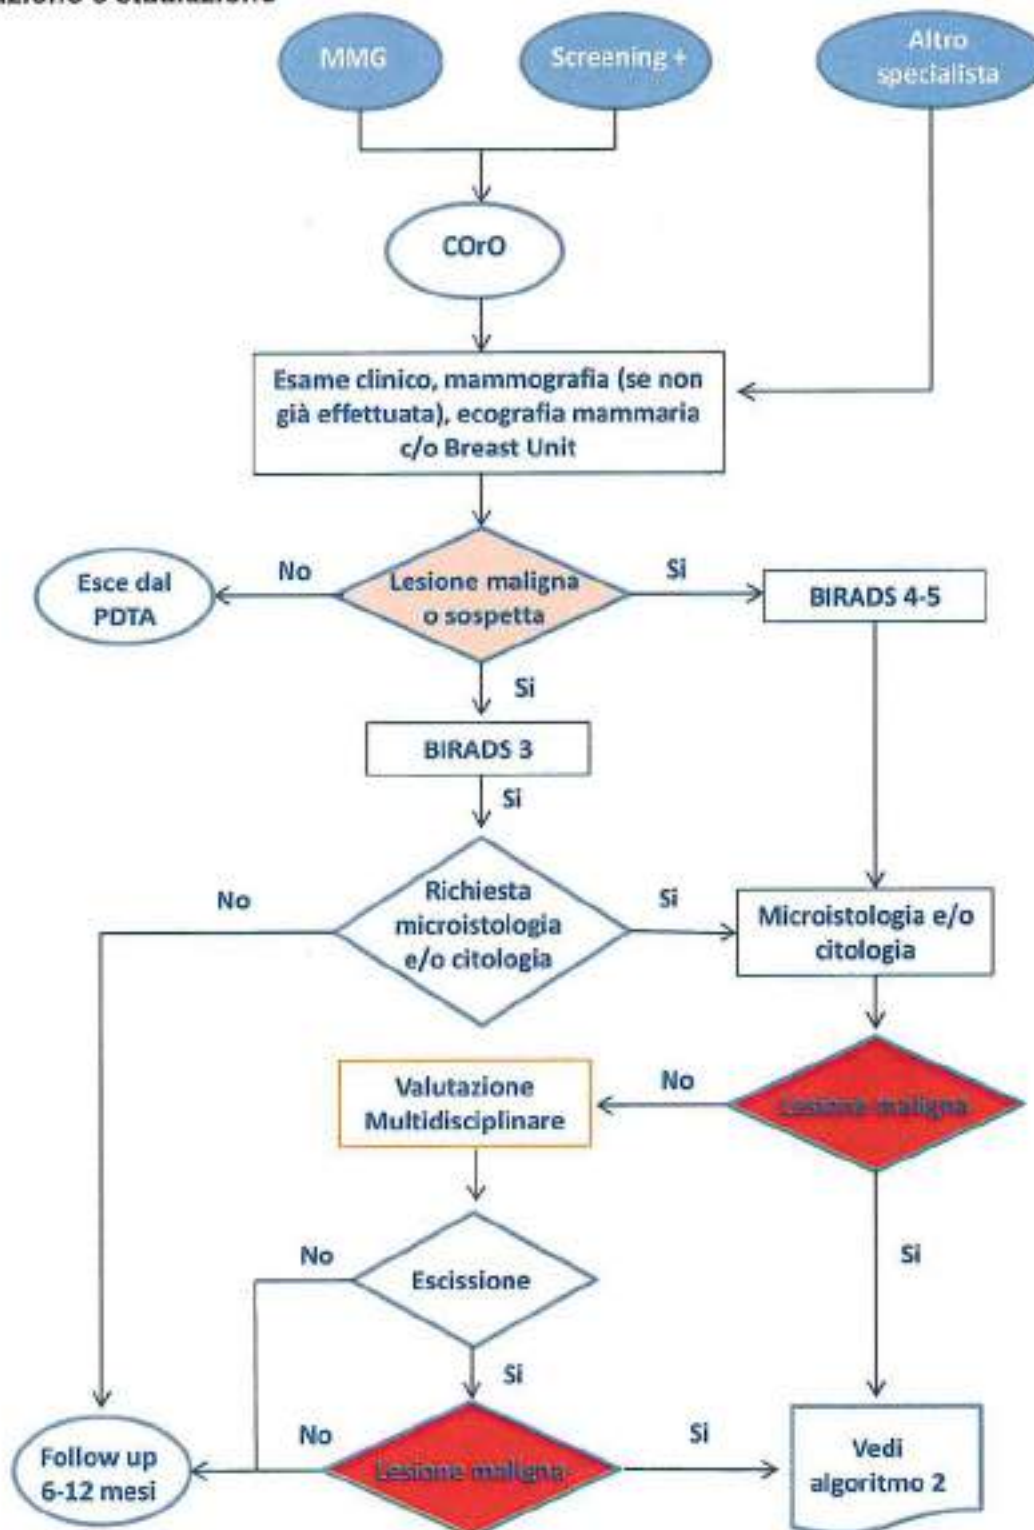 MMG
Screening +
Altro
specialista
COrO
Esame clinico, mammografia (se non
già effettuata), ecografia mammaria
c/o Breast Unit
Esce dal
PDTA
No
Lesione maligna
o sospetta
Si
BIRADS 4-5
Si
BIRADS 3
Si
No
Richiesta
microistologia
e/o citologia
Si
Microistologia e/o
citologia
Valutazione
Multidisciplinare
No
Lesione maligna
No
Escissione
Si
Si
Follow up
6-12 mesi
No
Lesione maligna
Si
Vedi
algoritmo 2